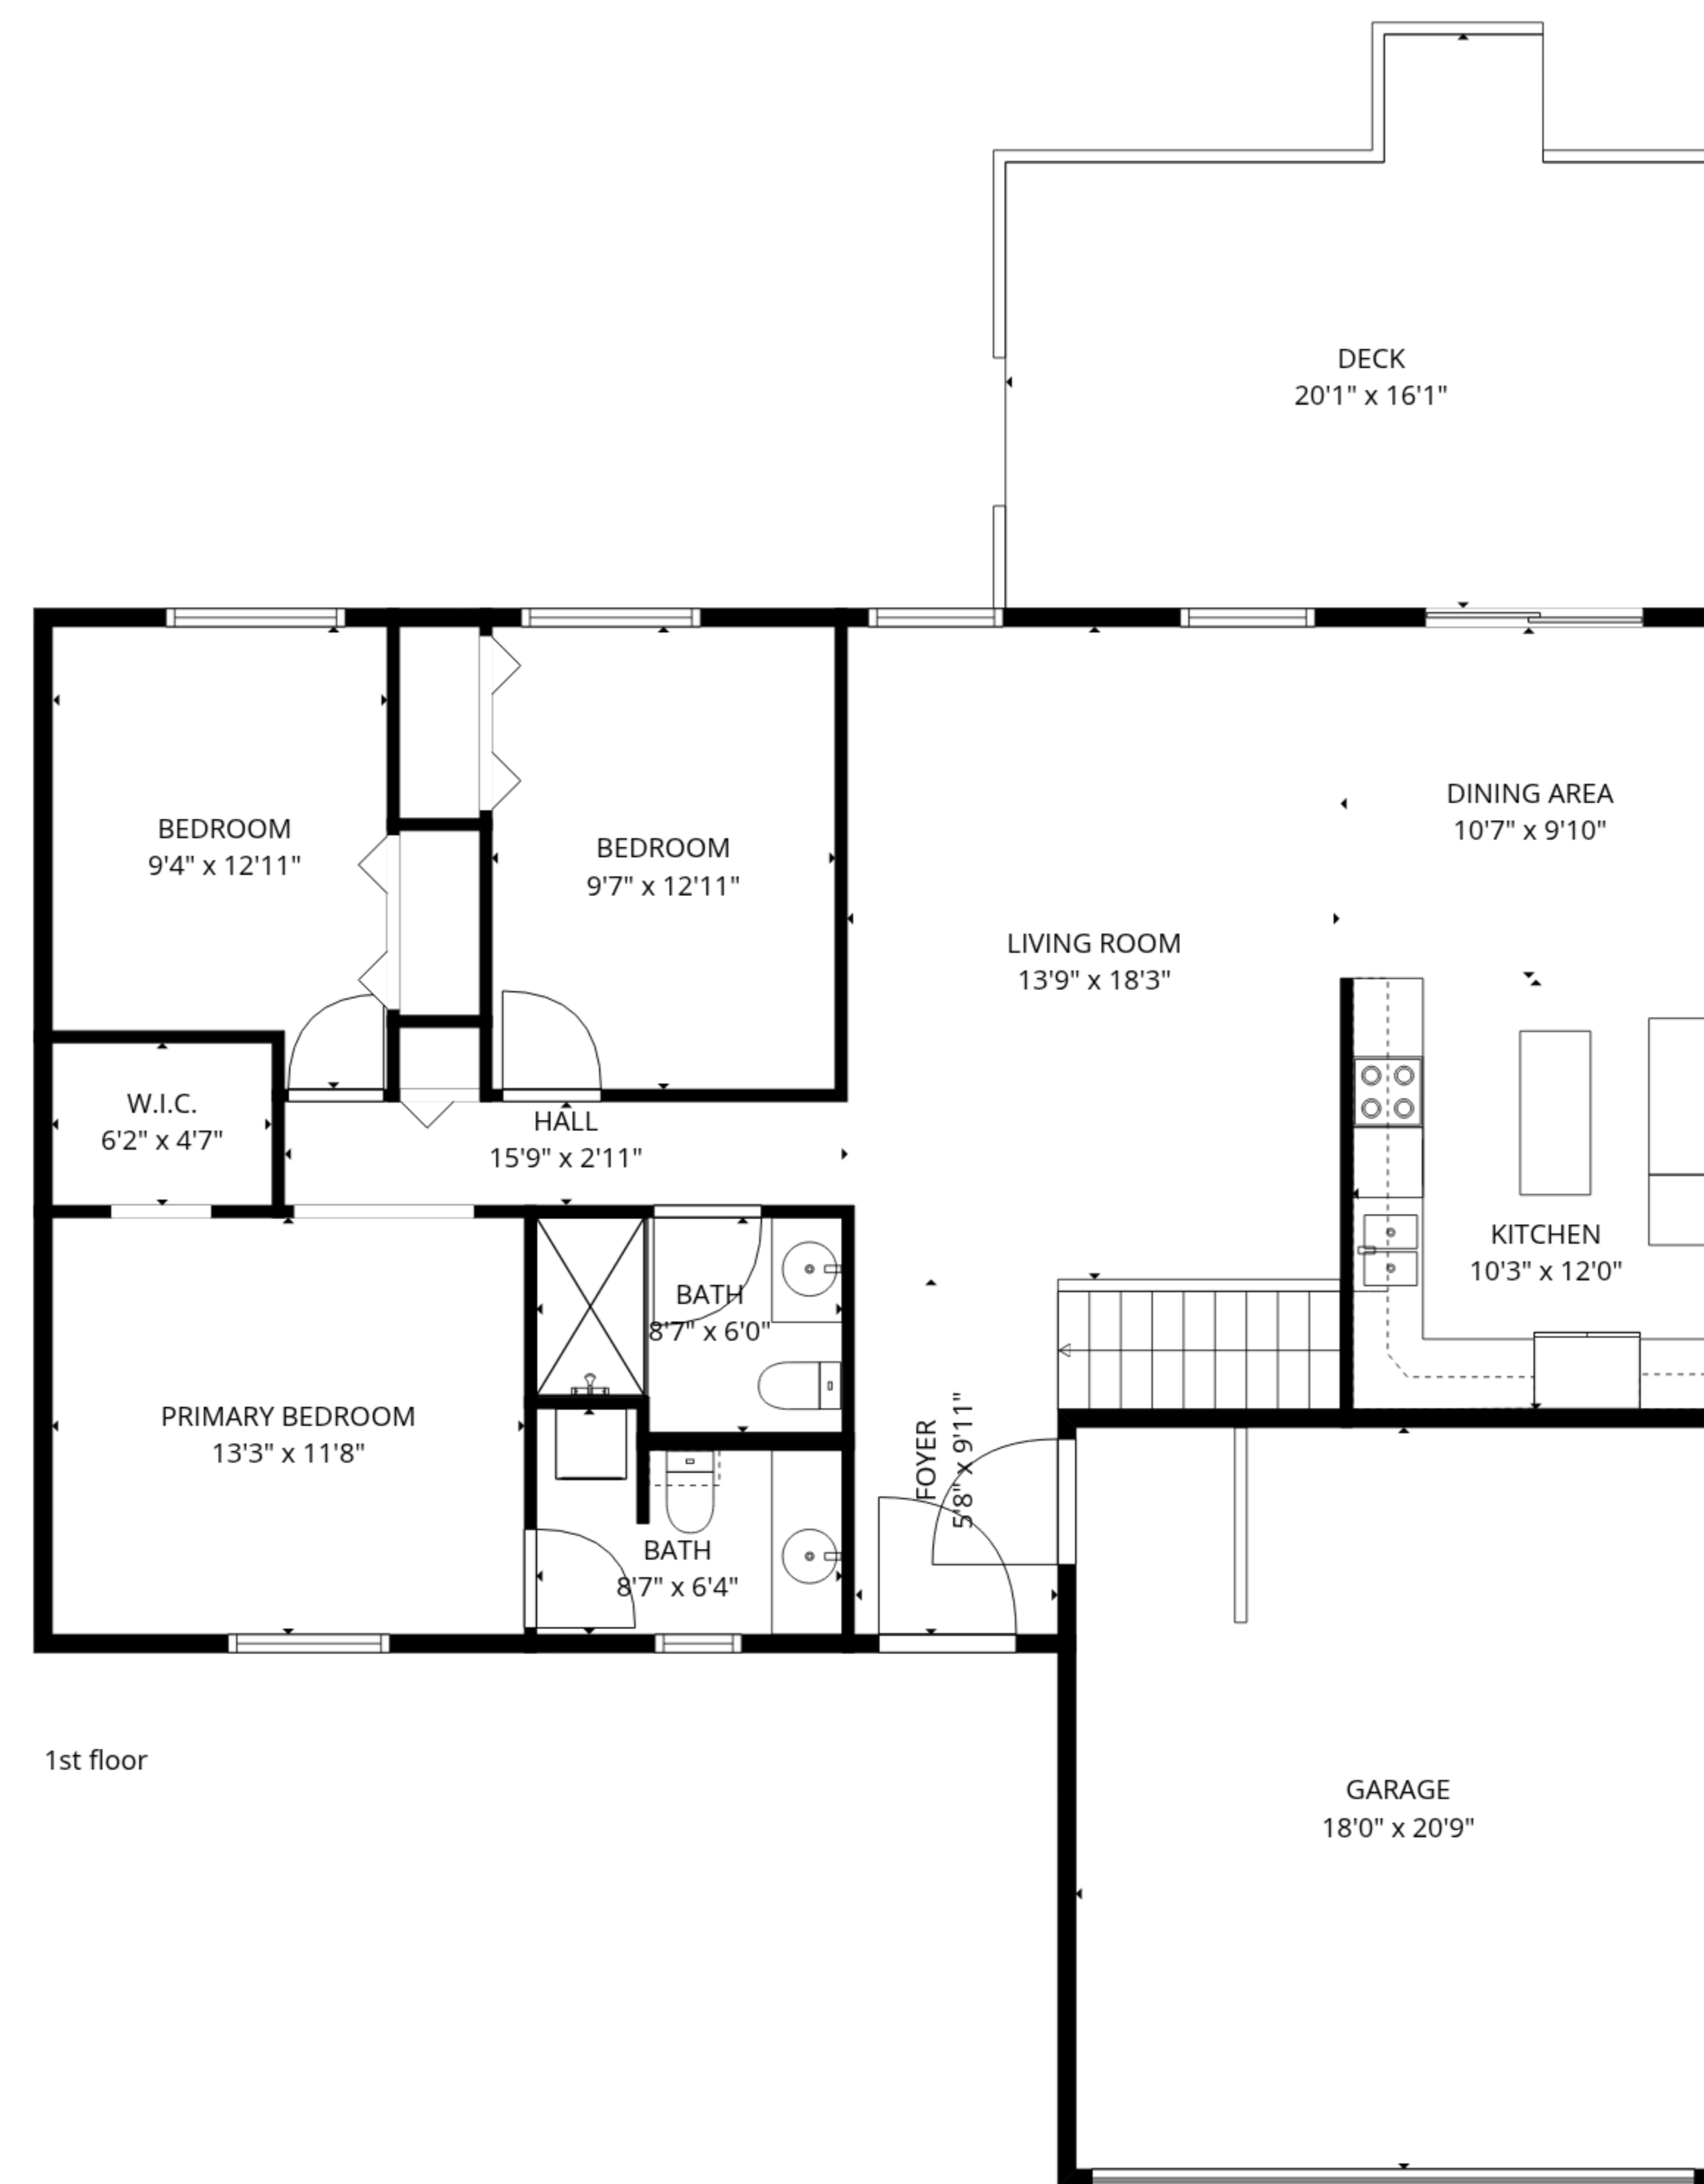 DECK
20'1" x 16'1"
DINING AREA
10'7" x 9'10"
BEDROOM
9'4" x 12'11"
BEDROOM
9'7" x 12'11"
LIVING ROOM
13'9" x 18'3"
W.I.C.
6'2" x 4'7"
HALL
15'9" x 2'11"
KITCHEN
10'3" x 12'0"
BATH
8'7" x 6'0"
PRIMARY BEDROOM
13'3" x 11'8"
FOYER
5'8" x 9'11"
BATH
8'7" x 6'4"
1st floor
GARAGE
18'0" x 20'9"